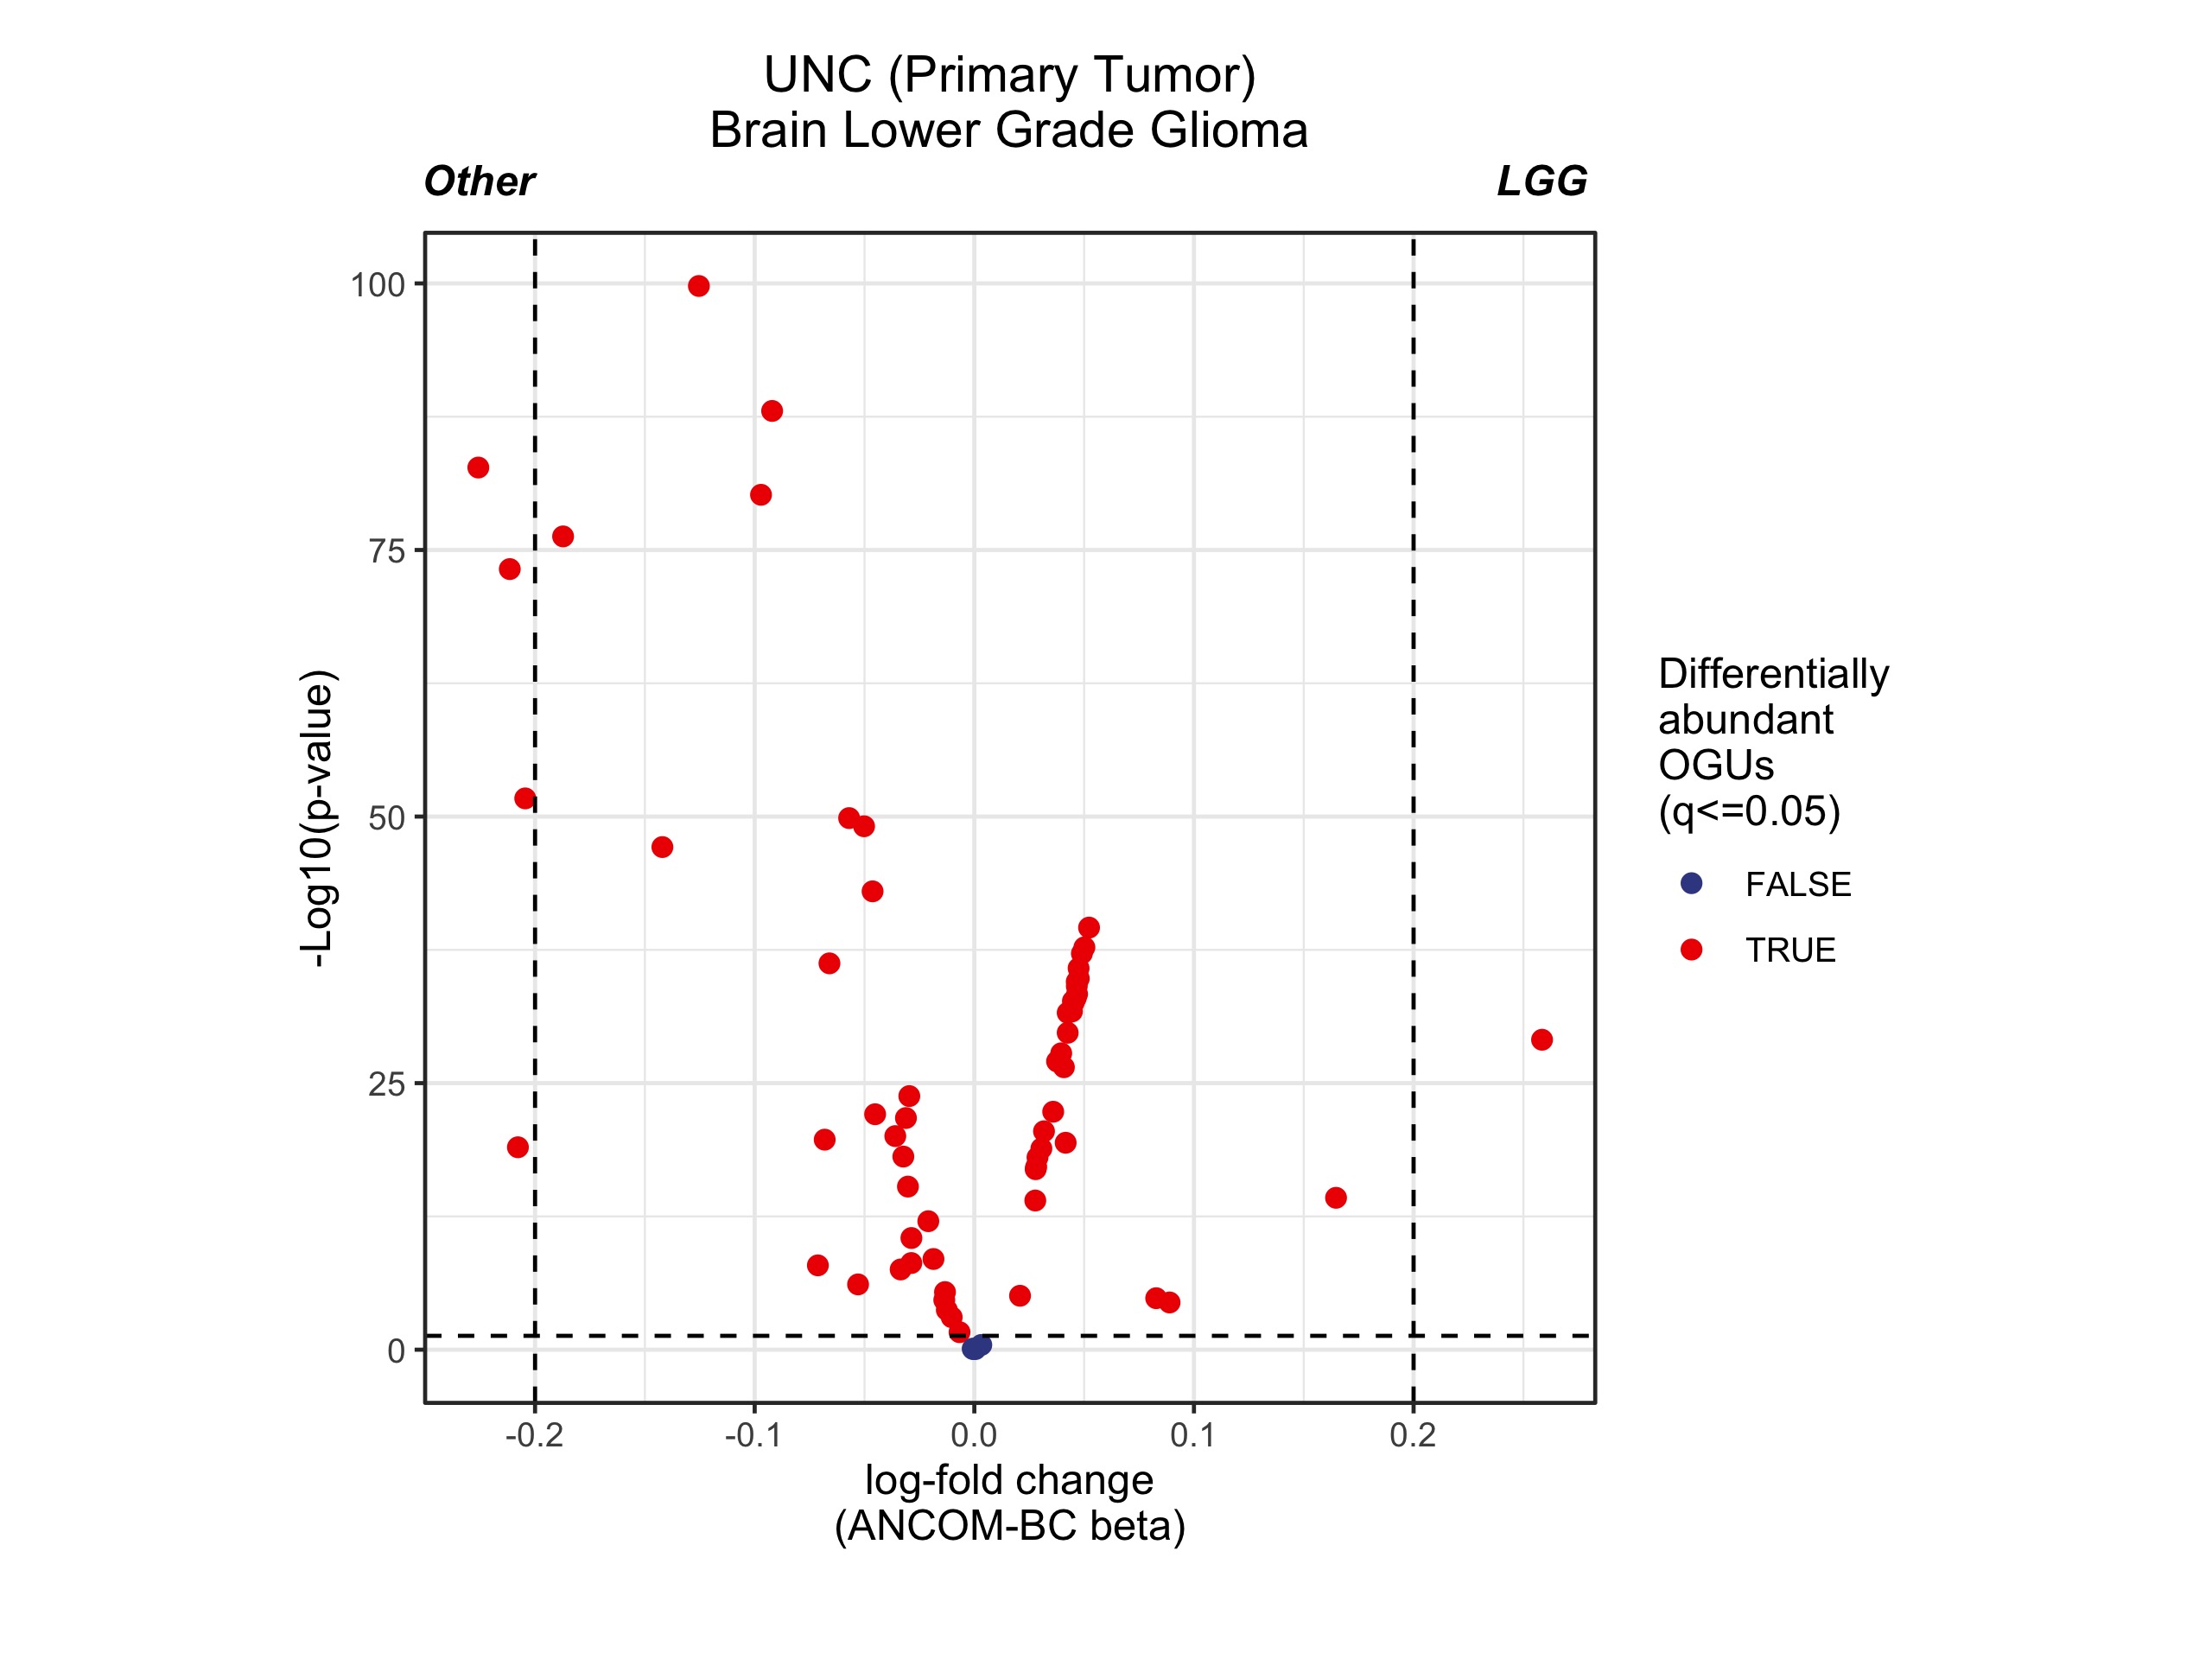 UNC (Primary Tumor)
Brain Lower Grade Glioma
Other
LGG
100
75
50
25
0
-Log10(p-value)
-0.2
-0.1
0.0
0.1
0.2
log-fold change
(ANCOM-BC beta)
Differentially
abundant
OGUs
(q<=0.05)
FALSE
TRUE